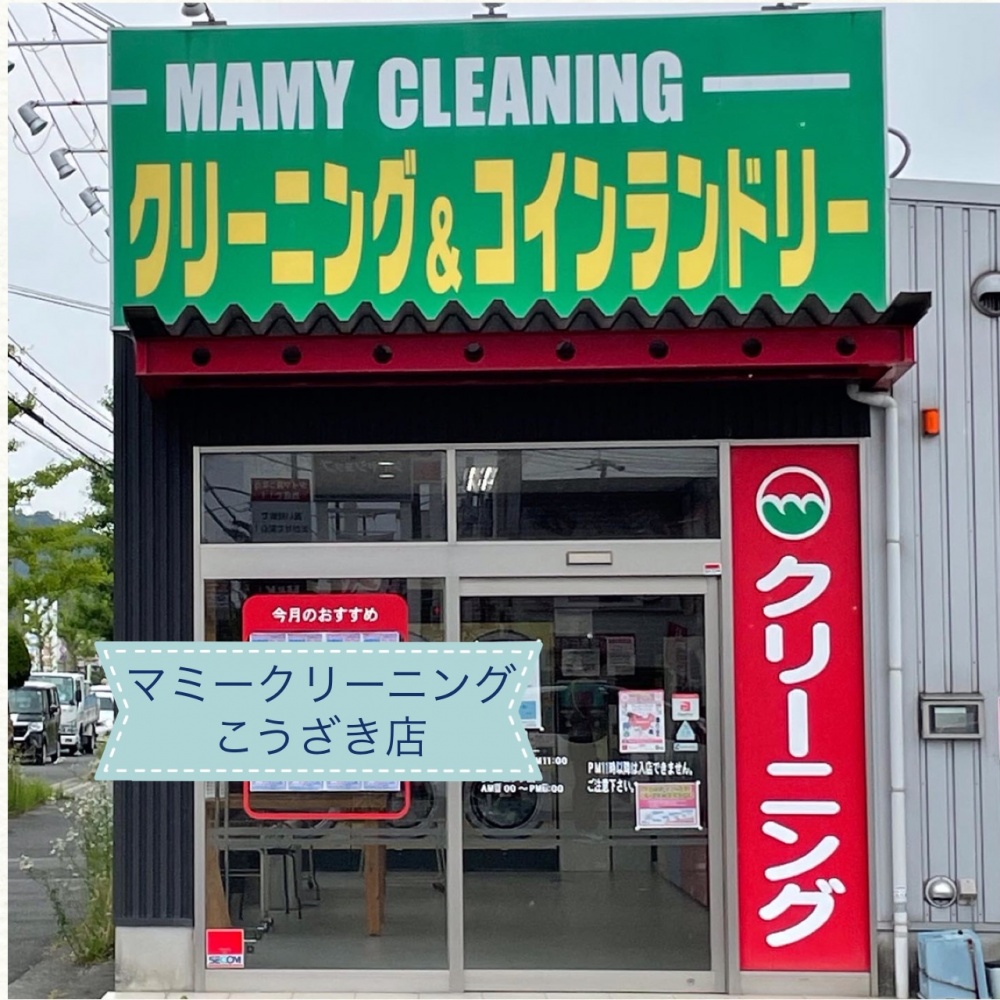 MAMY CLEANING
クリーニング&コインランドリー
クリーニング
今月のおすすめ
マミークリーニング
こうざき店
PM11時以降は入店できません。
ご注意下さい。
SECOM